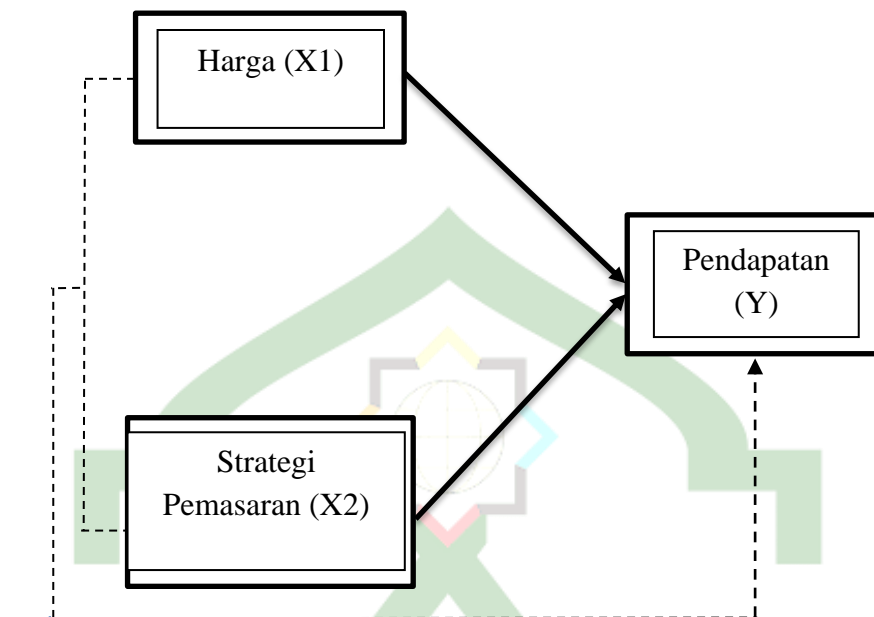 Harga (X1)
Pendapatan
(Y)
Strategi
Pemasaran (X2)